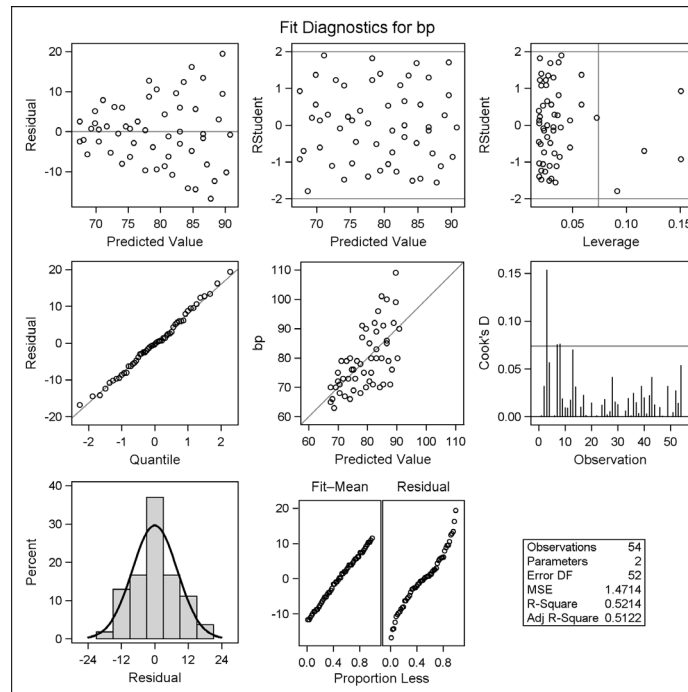 Fit Diagnostics for bp
20
10
0
-10
Residual
70 75 80 85 90
Predicted Value
2
1
0
-1
-2
RStudent
70 75 80 85 90
Predicted Value
2
1
0
-1
-2
RStudent
0.05 0.10 0.15
Leverage
20
10
0
-10
-20
Residual
-2 -1 0 1 2
Quantile
110
100
90
80
70
60
bp
60 70 80 90 100 110
Predicted Value
0.15
0.10
0.05
0.00
Cook's D
0 10 20 30 40 50
Observation
40
30
20
10
0
Percent
-24 -12 0 12 24
Residual
Fit–Mean Residual
20
10
0
-10
0.0 0.4 0.8 0.0 0.4 0.8
Proportion Less
Observations 54
Parameters 2
Error DF 52
MSE 1.4714
R-Square 0.5214
Adj R-Square 0.5122